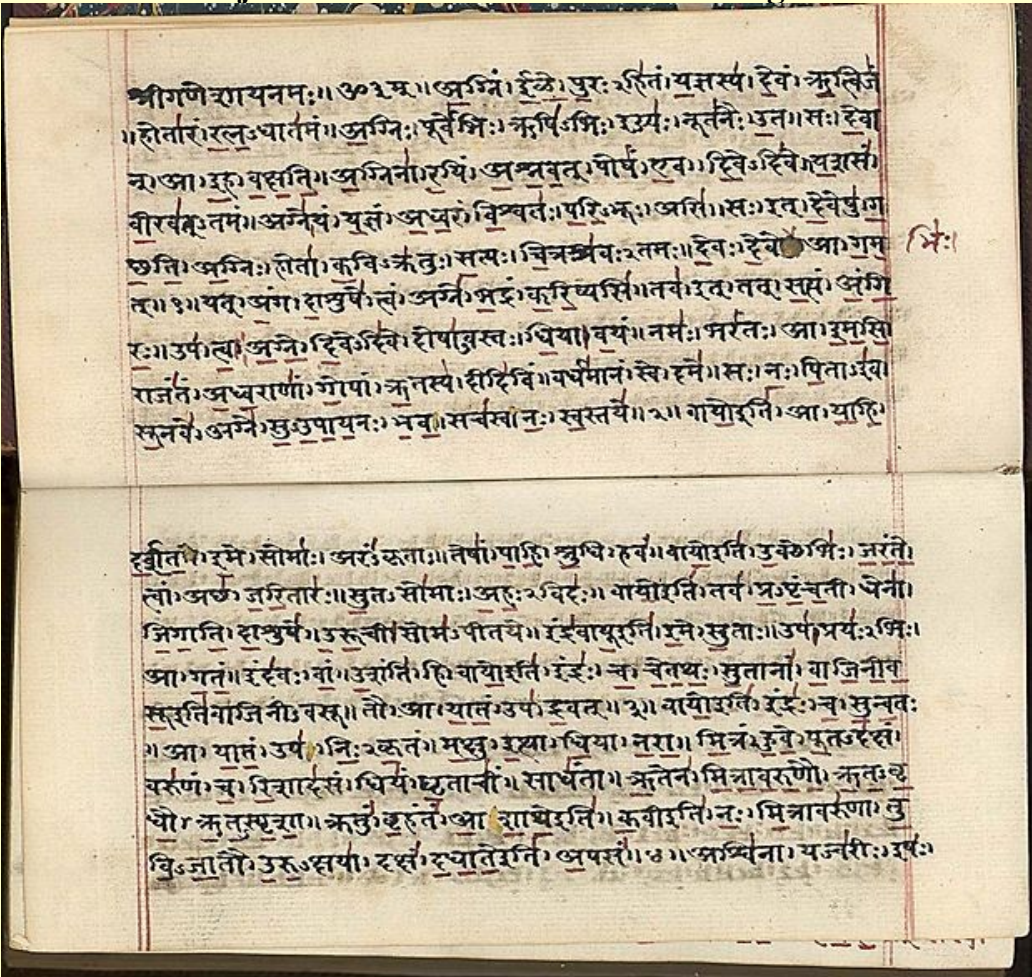 श्रीगणेशायनमः॥ ॐ३म्॥ अग्निं। ईळे। पुरःऽहितं। यज्ञस्य। देवं। ऋत्विजं
॥होतारं। रत्नऽधातमं॥ अग्निः। पूर्वेभिः। ऋषिऽभिः। ईड्यः। नूतनैः। उत॥ सः। देवा
न्। आ। इह। वक्षति॥ अग्निना। रयिं। अश्नवत्। पोषं। एव। दिवेऽदिवे। यशसं।
वीरवत्ऽतमं॥ अग्ने। यं। यज्ञं। अध्वरं। विश्वतः। परिऽभूः। असि॥ सः। इत्। देवेषु। ग
छति। अग्निः। होता। कविऽक्रतुः। सत्यः। चित्रश्रवःऽतमः॥ देवः। देवे आ। गम
भिः।
त्॥१॥ यत्। अंग। दाशुषे। त्वं। अग्ने। भद्रं। करिष्यसि॥ तव। इत्। तत्। सत्यं। अंगि
रः॥ उप। त्वा। अग्ने। दिवेऽदिवे। दोषाऽवस्तः। धिया। वयं॥ नमः। भरंतः। आ। इमसि
राजंतं। अध्वराणां। गोपां। ऋतस्य। दीदिविं॥ वर्धमानं। स्वे। दमे॥ सः। नः। पिताऽइव।
सूनवे। अग्ने। सुऽउपायनः। भव॥ सचस्व। नः। स्वस्तये॥२॥ वायोइति। आ। याहि।
दर्शत। इमे। सोमाः। अरंऽकृताः॥ तेषां। पाहि। श्रुधि। हवं॥ वायोइति। उक्थेभिः। जरंते।
त्वां। अछ। जरितारः॥ सुतऽसोमाः। अहःऽविदः॥ वायोइति। तव। प्रऽपृंचती। धेना।
जिगाति। दाशुषे। उरूची। सोमऽपीतये॥ इंद्रवायूइति। इमे। सुताः॥ उप। प्रयःऽभिः।
आ। गतं॥ इंदवः। वां। उशंति। हि। वायोइति। इंद्रः। च। चेतथः। सुतानां। वाजिनीव
सूइतिवाजिनीऽवसू॥ तौ। आ। यातं। उप। द्रवत्॥३॥ वायोइति। इंद्रः। च। सुन्वतः
॥ आ। यातं। उप। निःऽकृतं॥ मक्षु। इत्था। धिया। नरा॥ मित्रं। हुवे। पूतऽदक्षं।
वरुणं। च। रिशादसं। धियं। घृताचीं। साधंता॥ ऋतेन। मित्रावरुणौ। ऋतऽवृ
धौ। ऋतऽस्पृशा॥ क्रतुं। बृहंतं। आशाथेइति॥ कवीइति। नः। मित्रावरुणा। तु
विऽजातौ। उरुऽक्षया। दक्षं। दधातेइति। अपसं॥४॥ अश्विना। यज्वरीः। इषः।